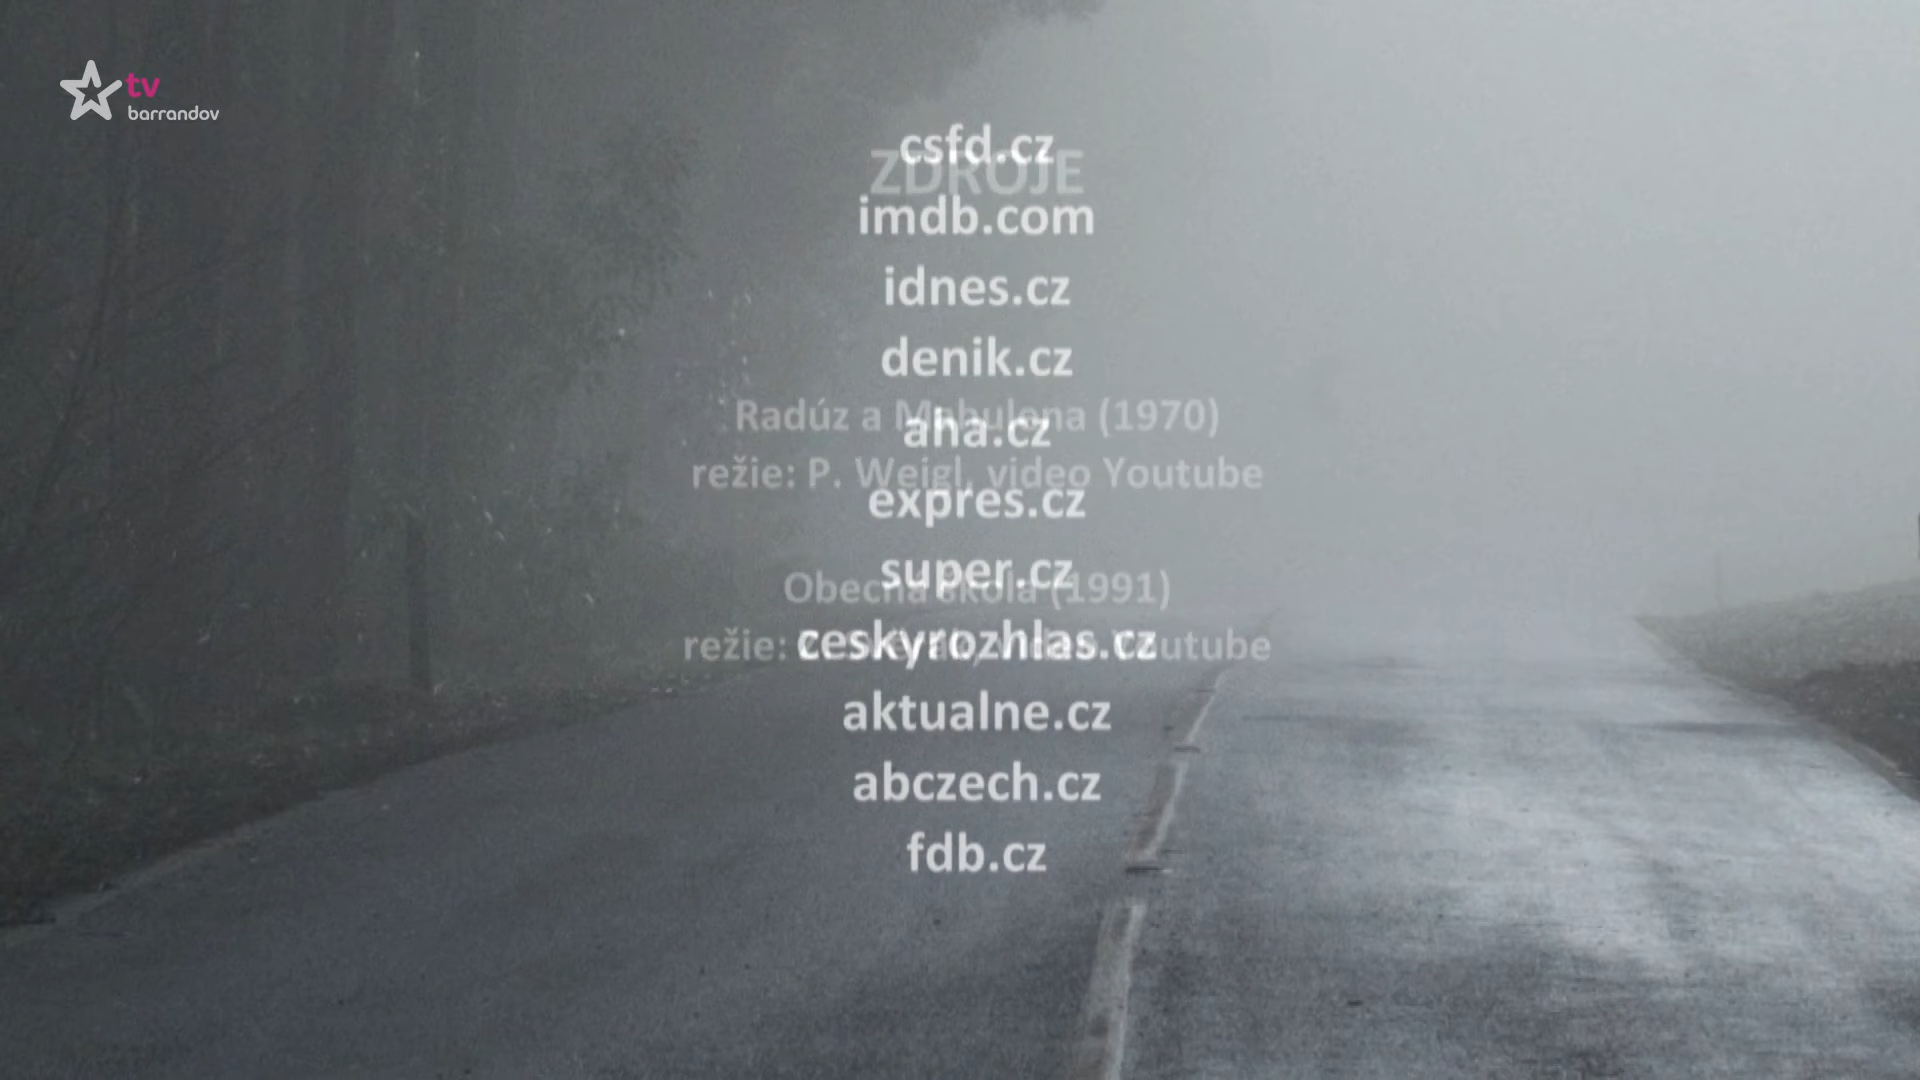 tv
barrandov
csfd.cz
ZDROJE
imdb.com
idnes.cz
denik.cz
Radúz a Mahulena (1970)
aha.cz
režie: P. Weigl, video Youtube
expres.cz
super.cz
Obecná škola (1991)
ceskyrozhlas.cz
režie: video Youtube
aktualne.cz
abczech.cz
fdb.cz